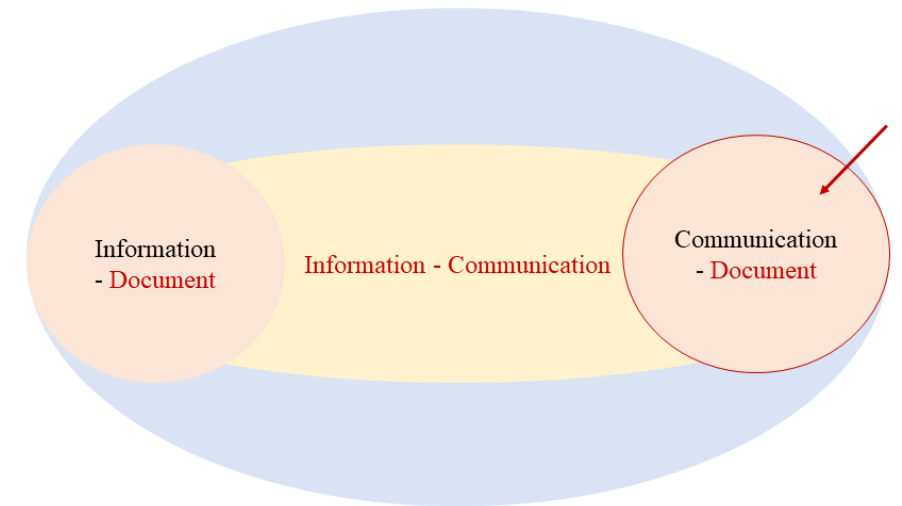 Information
- Document
Information - Communication
Communication
- Document